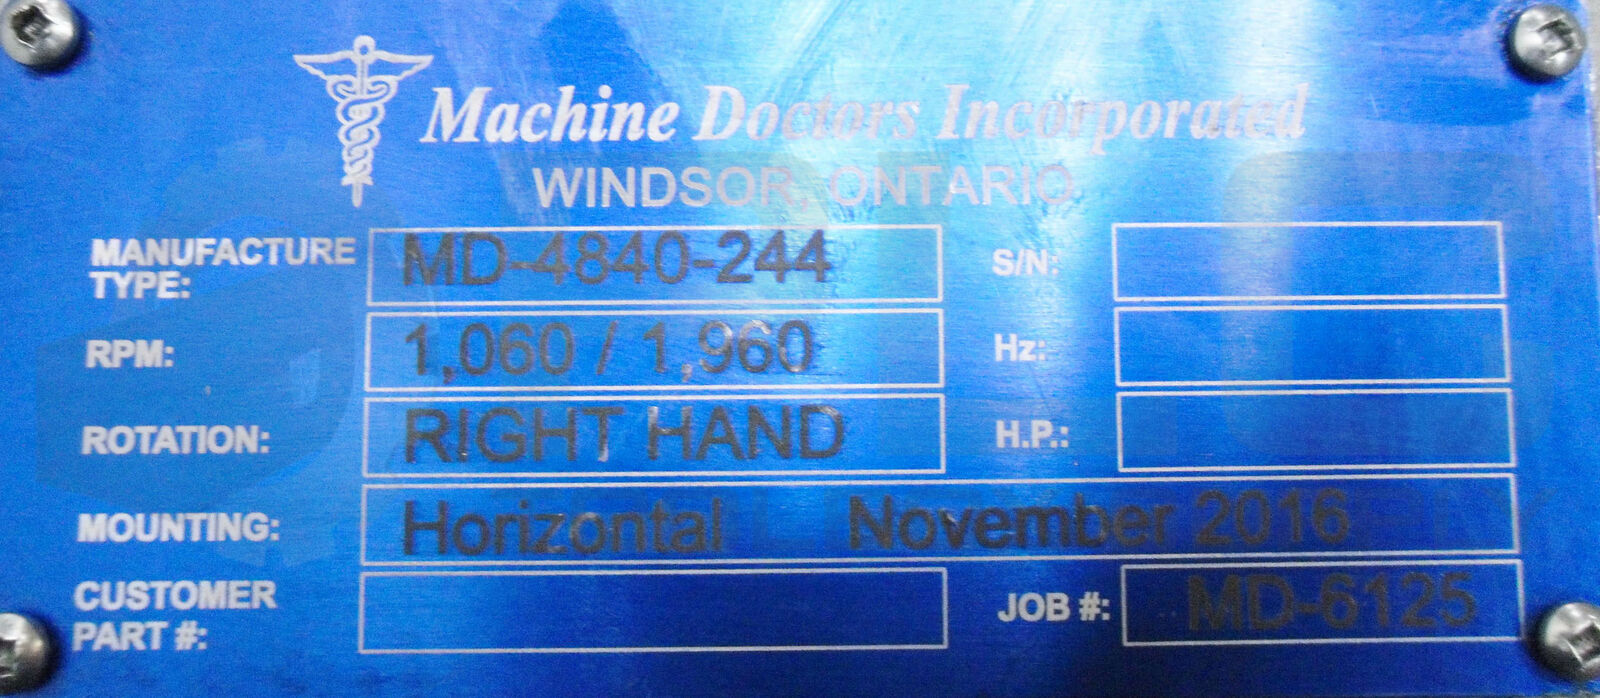 Machine Doctors Incorporated
WINDSOR, ONTARIO
MANUFACTURE TYPE: MD-4840-244 S/N:
RPM: 1,060 / 1,960 Hz:
ROTATION: RIGHT HAND H.P.:
MOUNTING: Horizontal November 2016
CUSTOMER PART #: JOB #: MD-6125